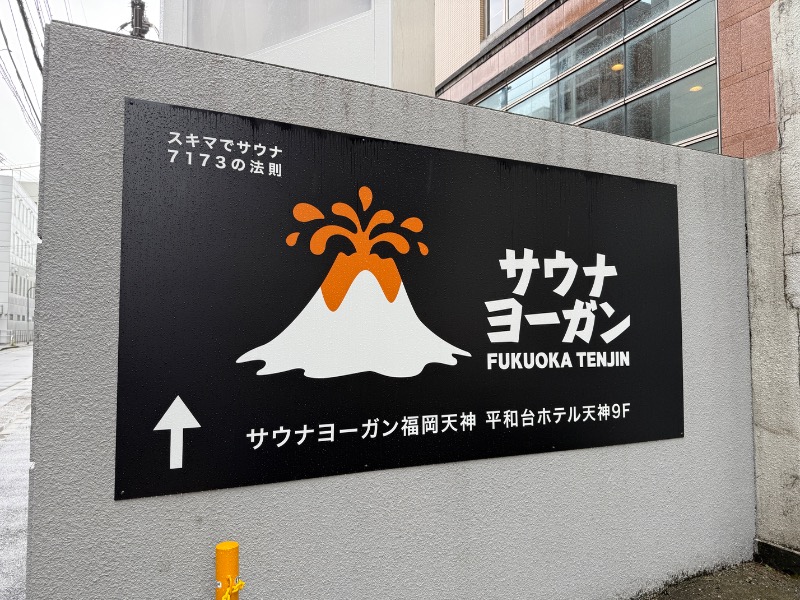 スキマでサウナ
7173の法則
サウナ
ヨーガン
FUKUOKA TENJIN
サウナヨーガン福岡天神 平和台ホテル天神9F